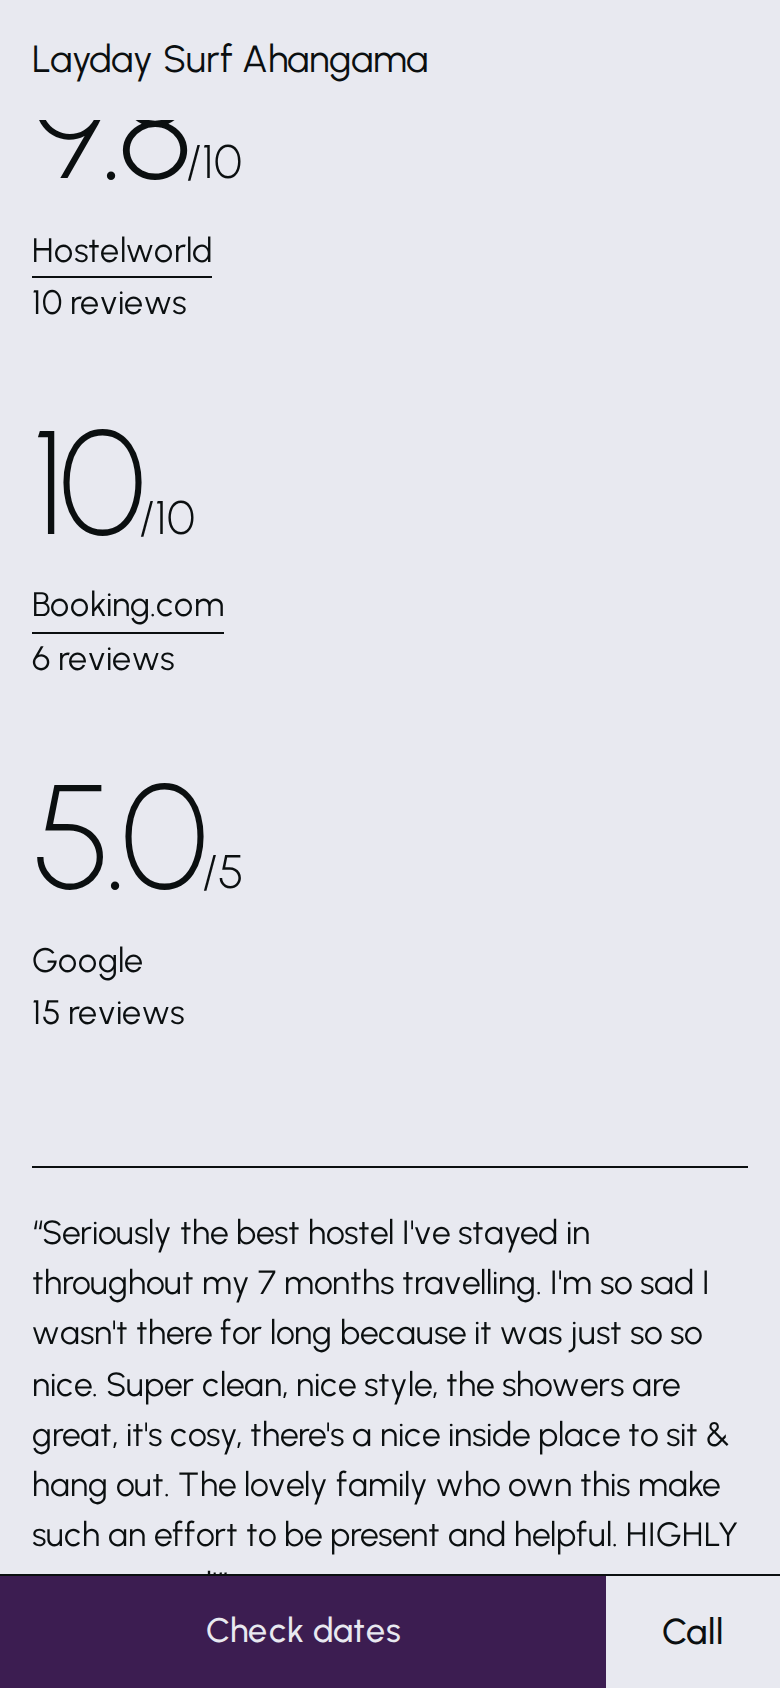 Layday Surf Ahangama
9.8/10
Hostelworld
10 reviews
10/10
Booking.com
6 reviews
5.0/5
Google
15 reviews
“Seriously the best hostel I've stayed in
throughout my 7 months travelling. I'm so sad I
wasn't there for long because it was just so so
nice. Super clean, nice style, the showers are
great, it's cosy, there's a nice inside place to sit &
hang out. The lovely family who own this make
such an effort to be present and helpful. HIGHLY
Check dates
Call